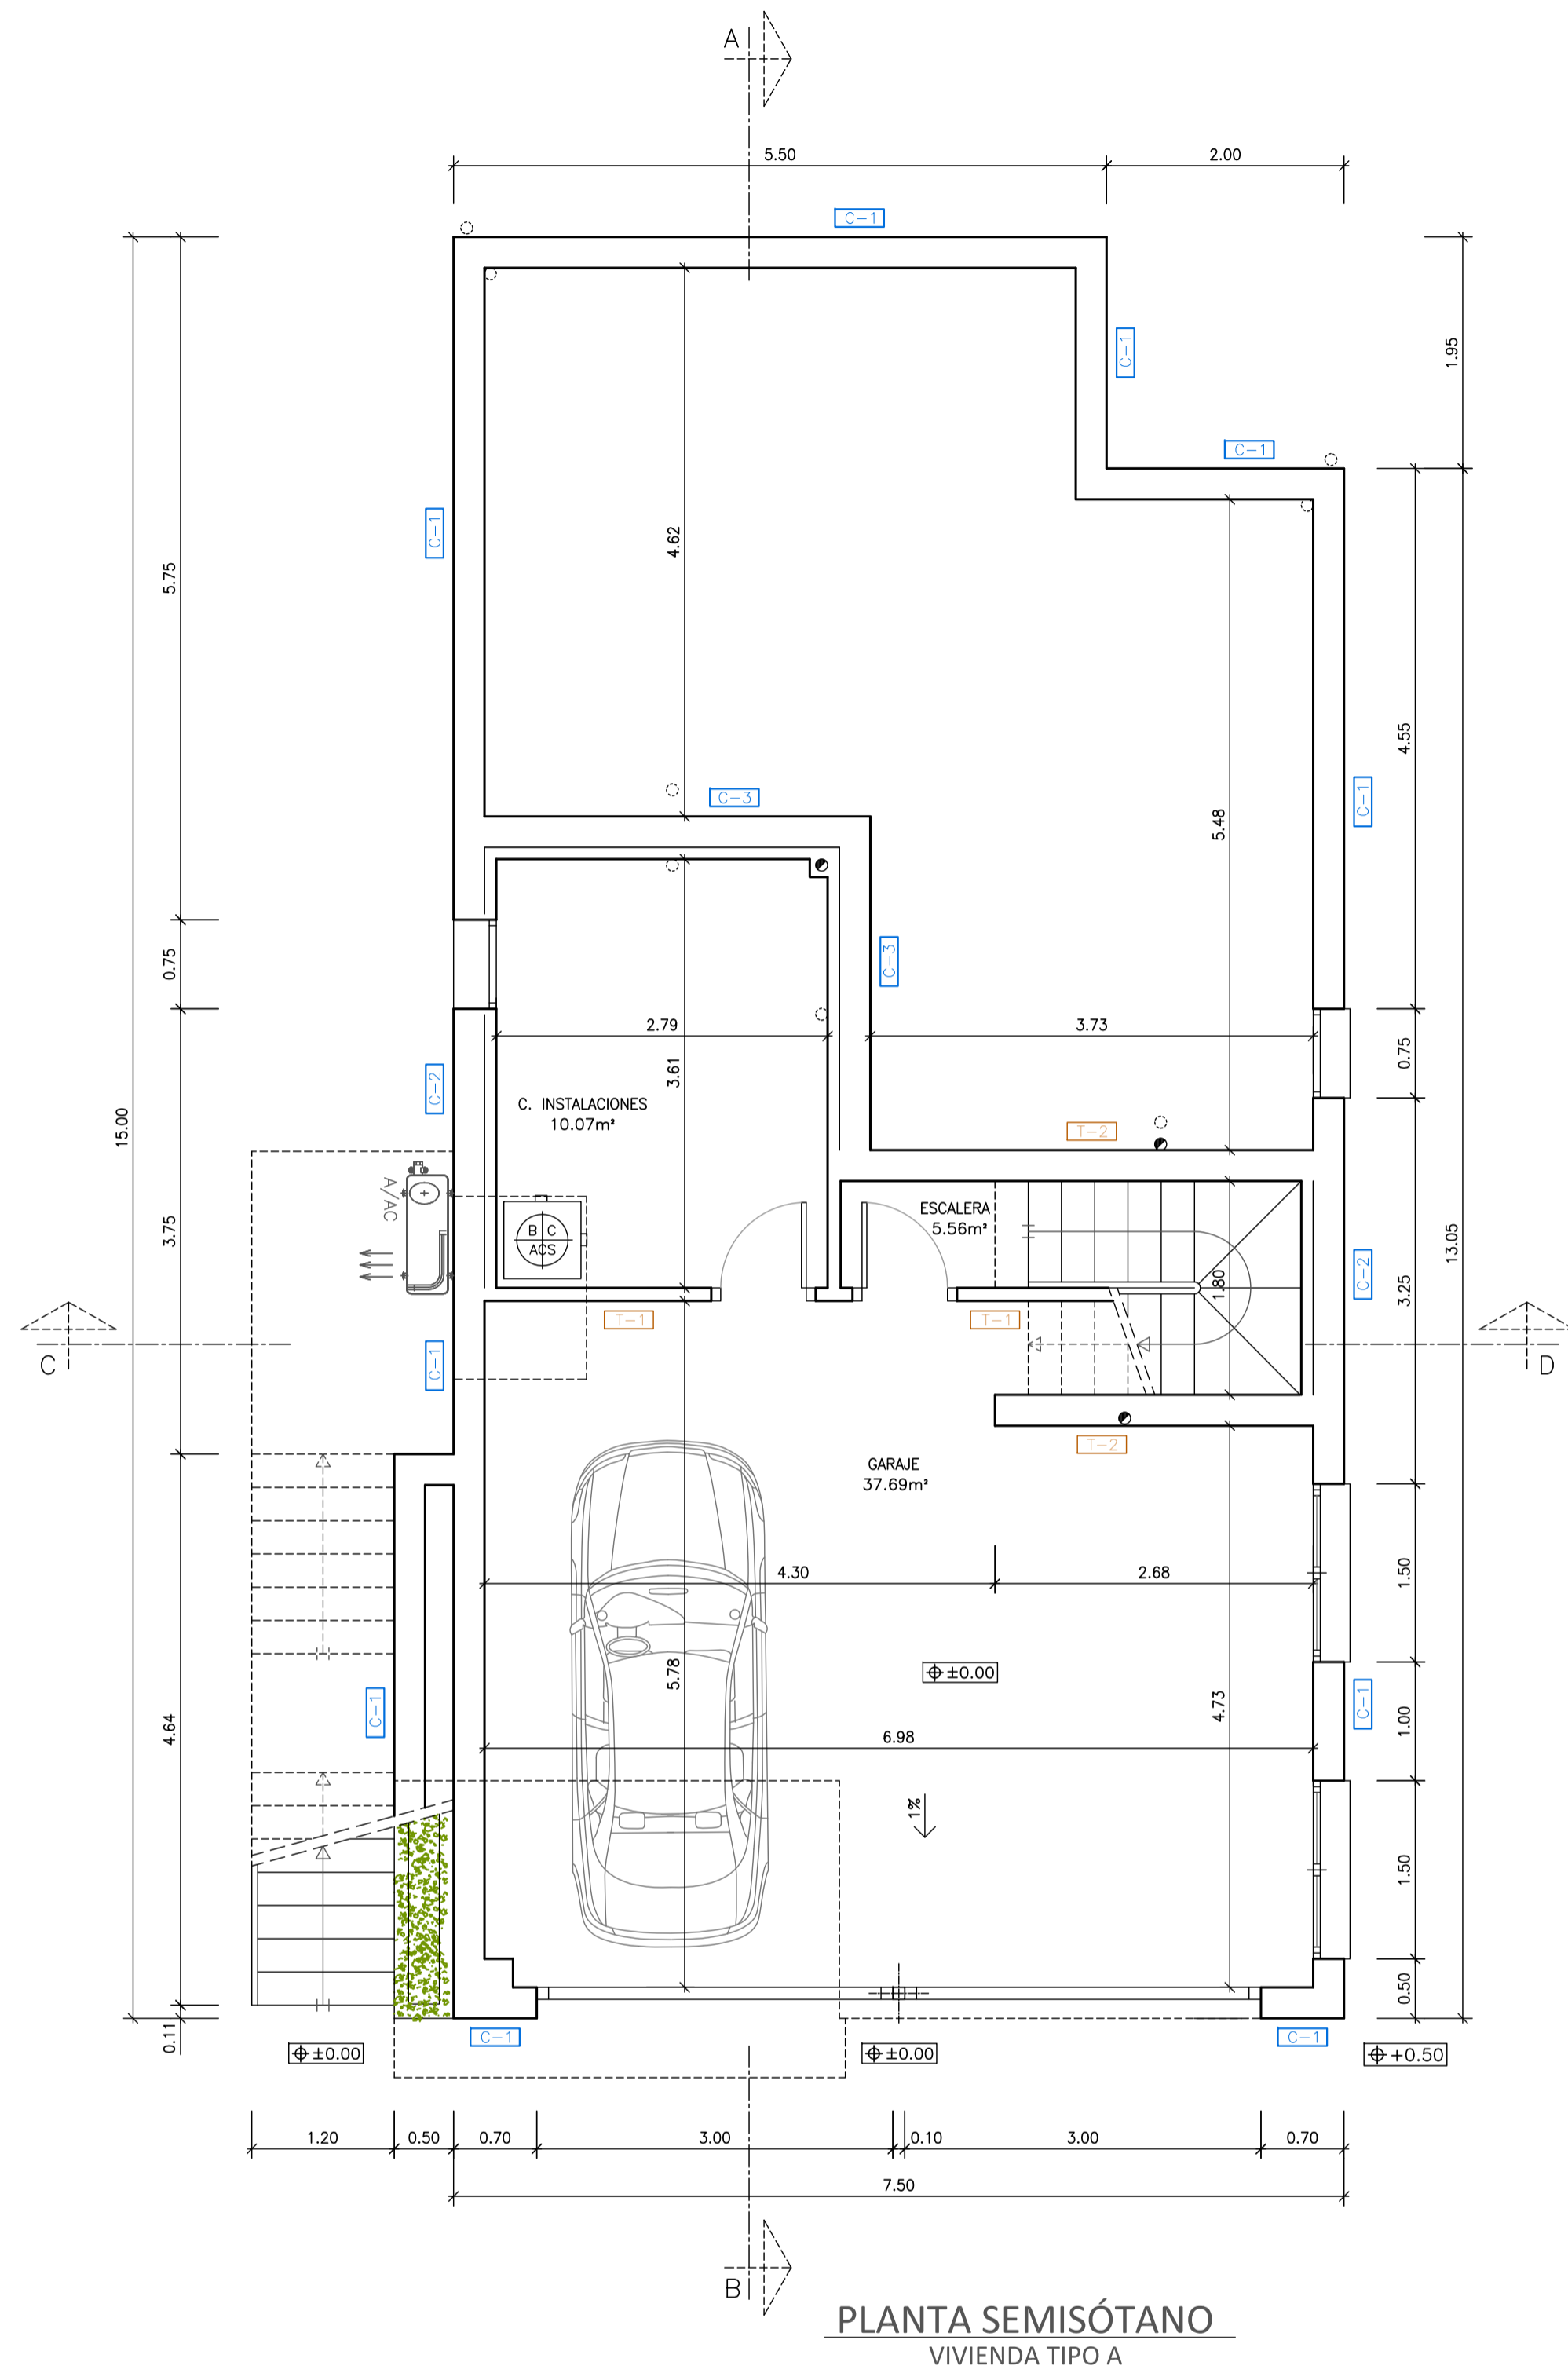 A
5.50
2.00
C-1
C-1
1.95
C-1
C-1
4.62
5.75
15.00
4.55
5.48
C-3
C-1
C-3
0.75
2.79
3.73
3.61
0.75
C-2
C. INSTALACIONES
10.07m²
T-2
13.05
3.75
A/AC
B C
ACS
ESCALERA
5.56m²
1.80
C-2
3.25
T-1
T-1
C
C-1
D
T-2
GARAJE
37.69m²
4.30
2.68
1.50
5.78
±0.00
4.73
C-1
C-1
1.00
4.64
6.98
1%
1.50
0.50
0.11
C-1
C-1
±0.00
±0.00
+0.50
1.20
0.50
0.70
3.00
0.10
3.00
0.70
7.50
B
PLANTA SEMISÓTANO
VIVIENDA TIPO A